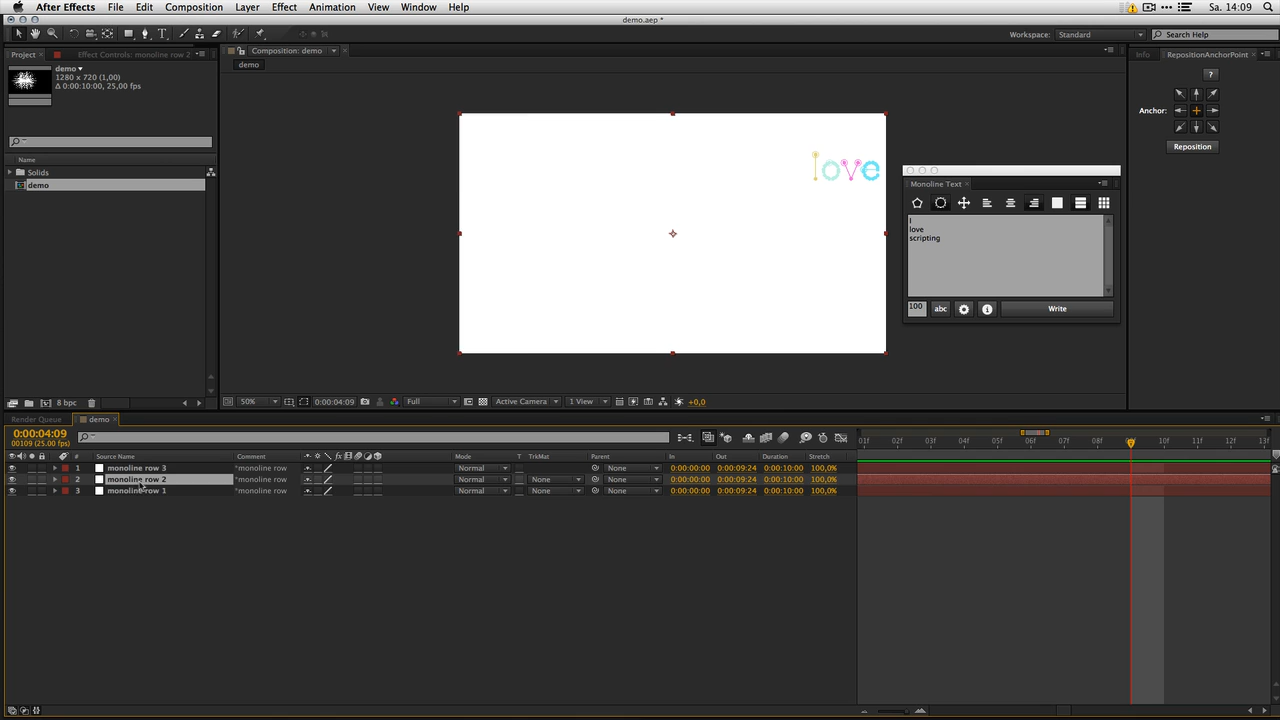 After Effects File Edit Composition Layer Effect Animation View Window Help Sa. 14:09
demo.aep *
Workspace: Standard Search Help
Project Effect Controls: monoline row 2 Composition: demo Info RepositionAnchorPoint
demo
demo
1280 x 720 (1,00)
Δ 0:00:10:00, 25,00 fps
?
Anchor:
Reposition
Name
Solids
demo
love
Monoline Text
I
love
scripting
100 abc Write
8 bpc 50% 0:00:04:09 Full Active Camera 1 View +0,0
Render Queue demo
0:00:04:09
00109 (25.00 fps)
01f 02f 03f 04f 05f 06f 07f 08f 09f 10f 11f 12f 13f
# Source Name Comment Mode T TrkMat Parent In Out Duration Stretch
1 monoline row 3 *monoline row Normal None 0:00:00:00 0:00:09:24 0:00:10:00 100,0%
2 monoline row 2 *monoline row Normal None None 0:00:00:00 0:00:09:24 0:00:10:00 100,0%
3 monoline row 1 *monoline row Normal None None 0:00:00:00 0:00:09:24 0:00:10:00 100,0%